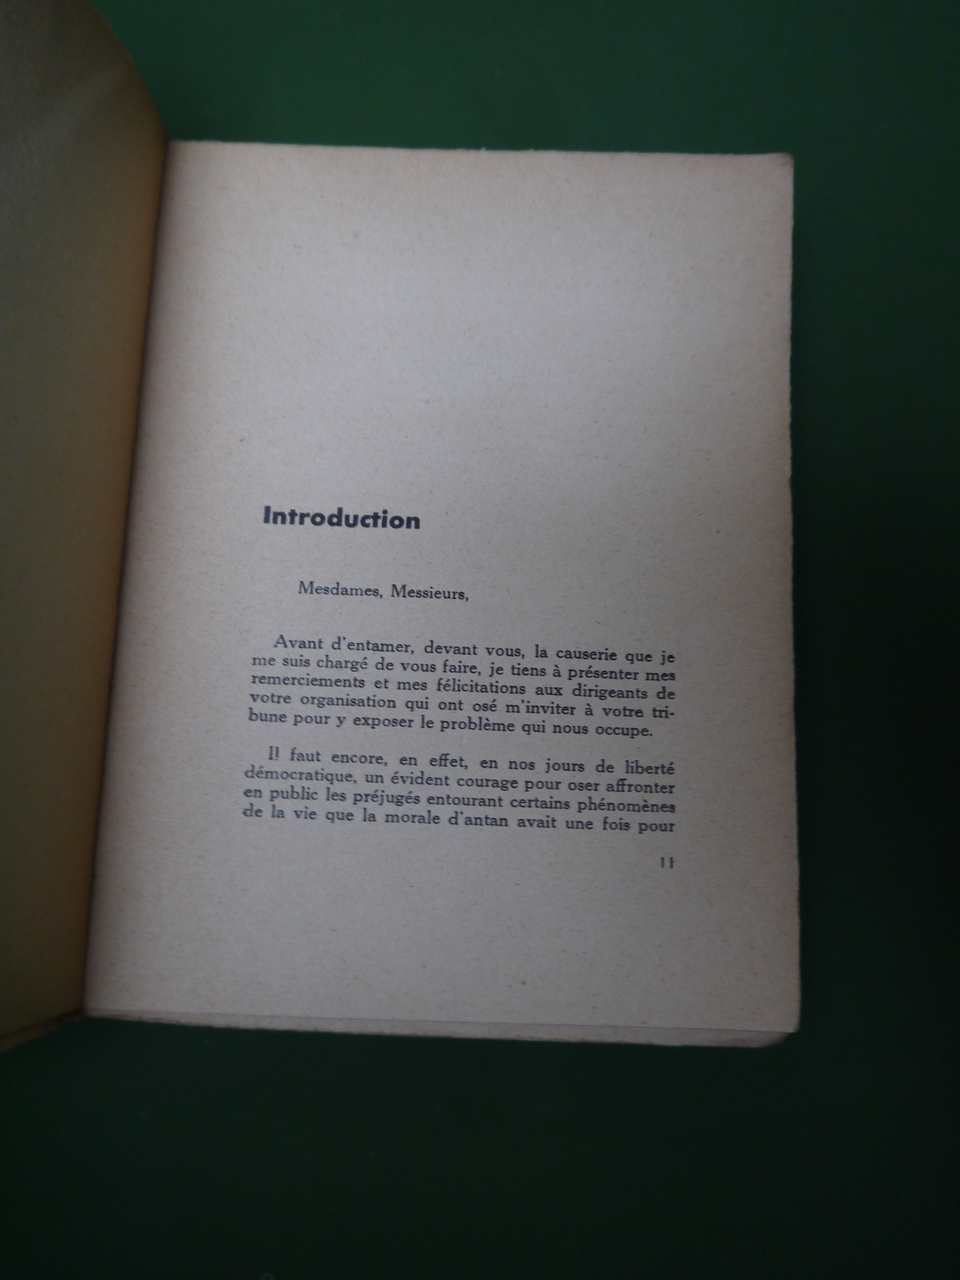 Introduction
Mesdames, Messieurs,
Avant d'entamer, devant vous, la causerie que je
me suis chargé de vous faire, je tiens à présenter mes
remerciements et mes félicitations aux dirigeants de
votre organisation qui ont osé m'inviter à votre tri-
bune pour y exposer le problème qui nous occupe.
Il faut encore, en effet, en nos jours de liberté
démocratique, un évident courage pour oser affronter
en public les préjugés entourant certains phénomènes
de la vie que la morale d'antan avait une fois pour
11